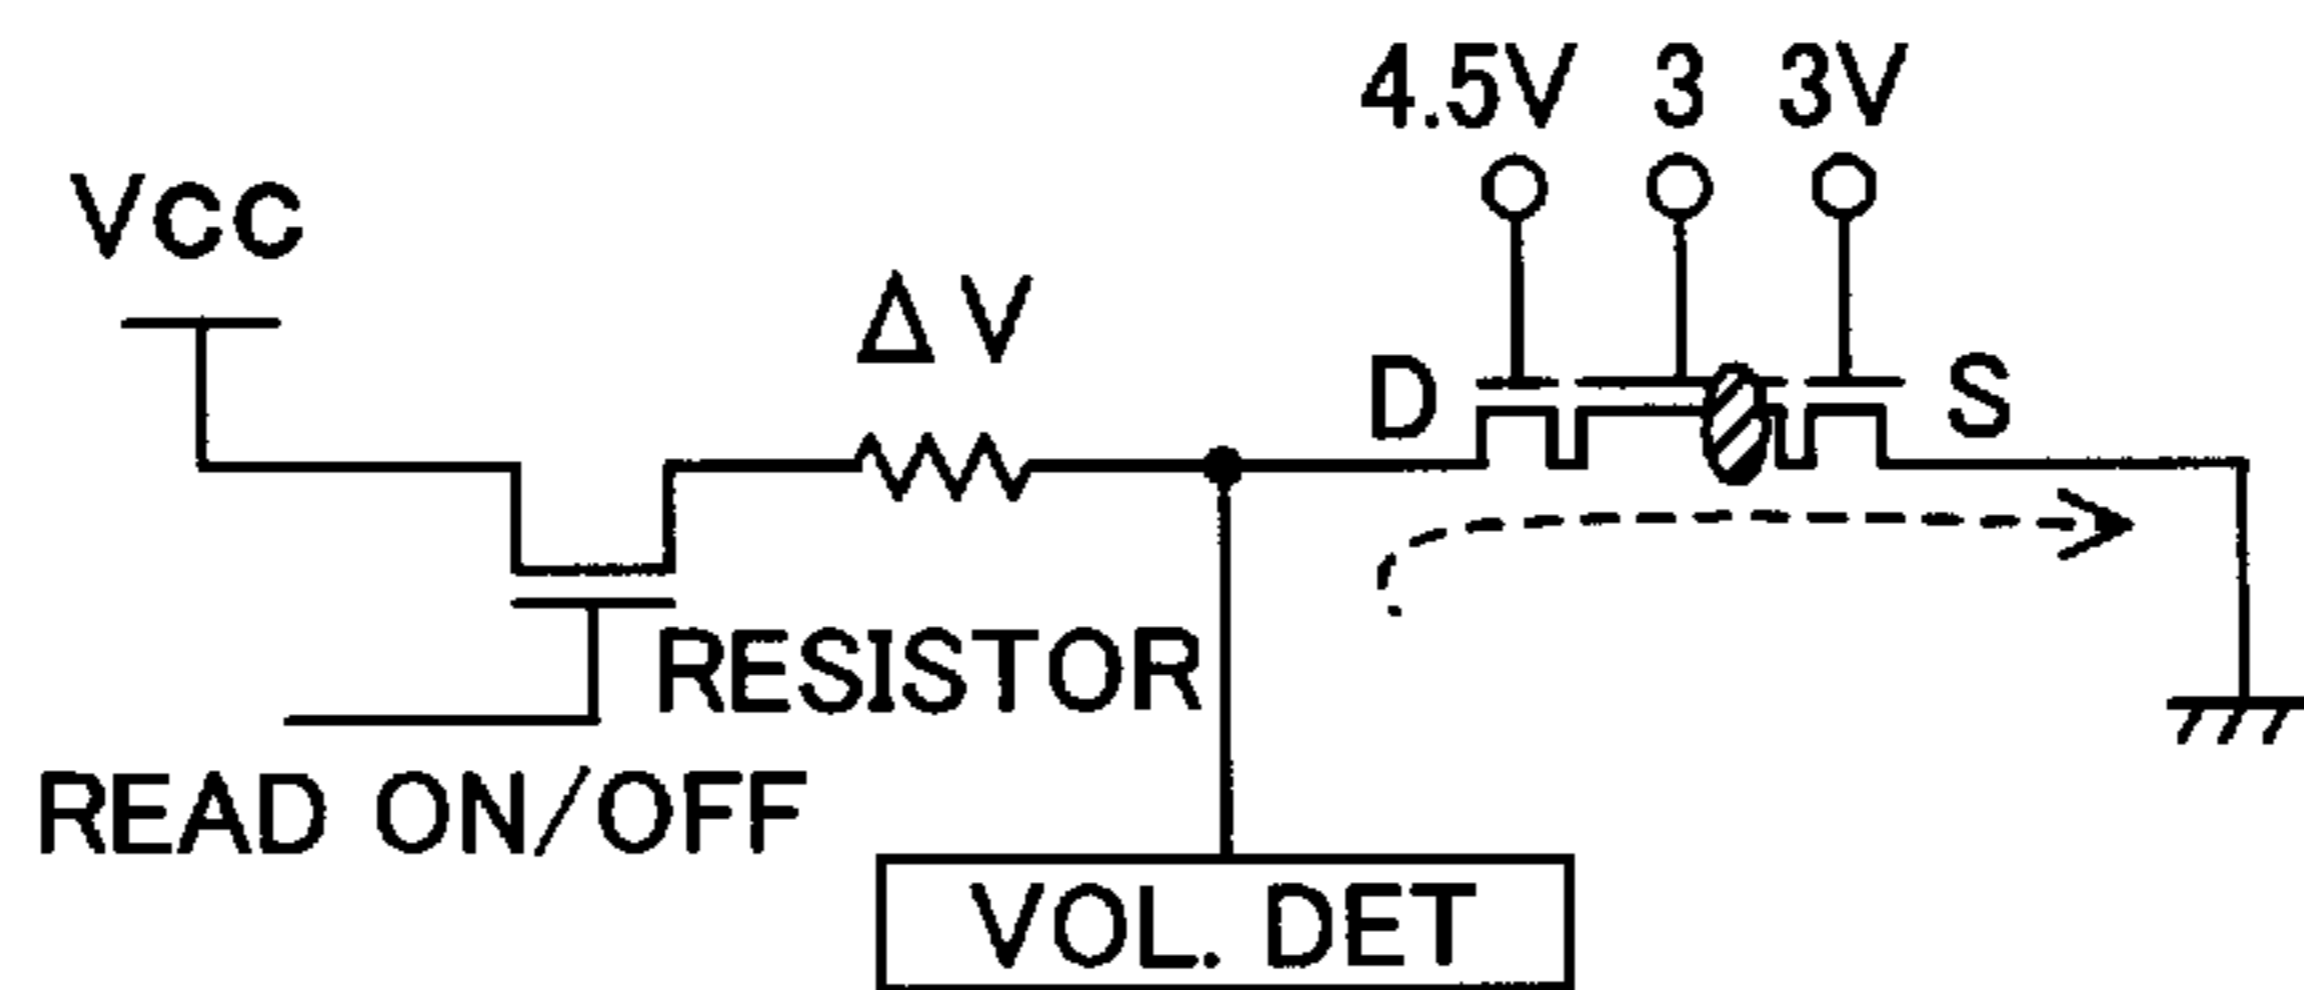 4.5V 3 3V
VCC
ΔV
D S
RESISTOR
READ ON/OFF
VOL. DET